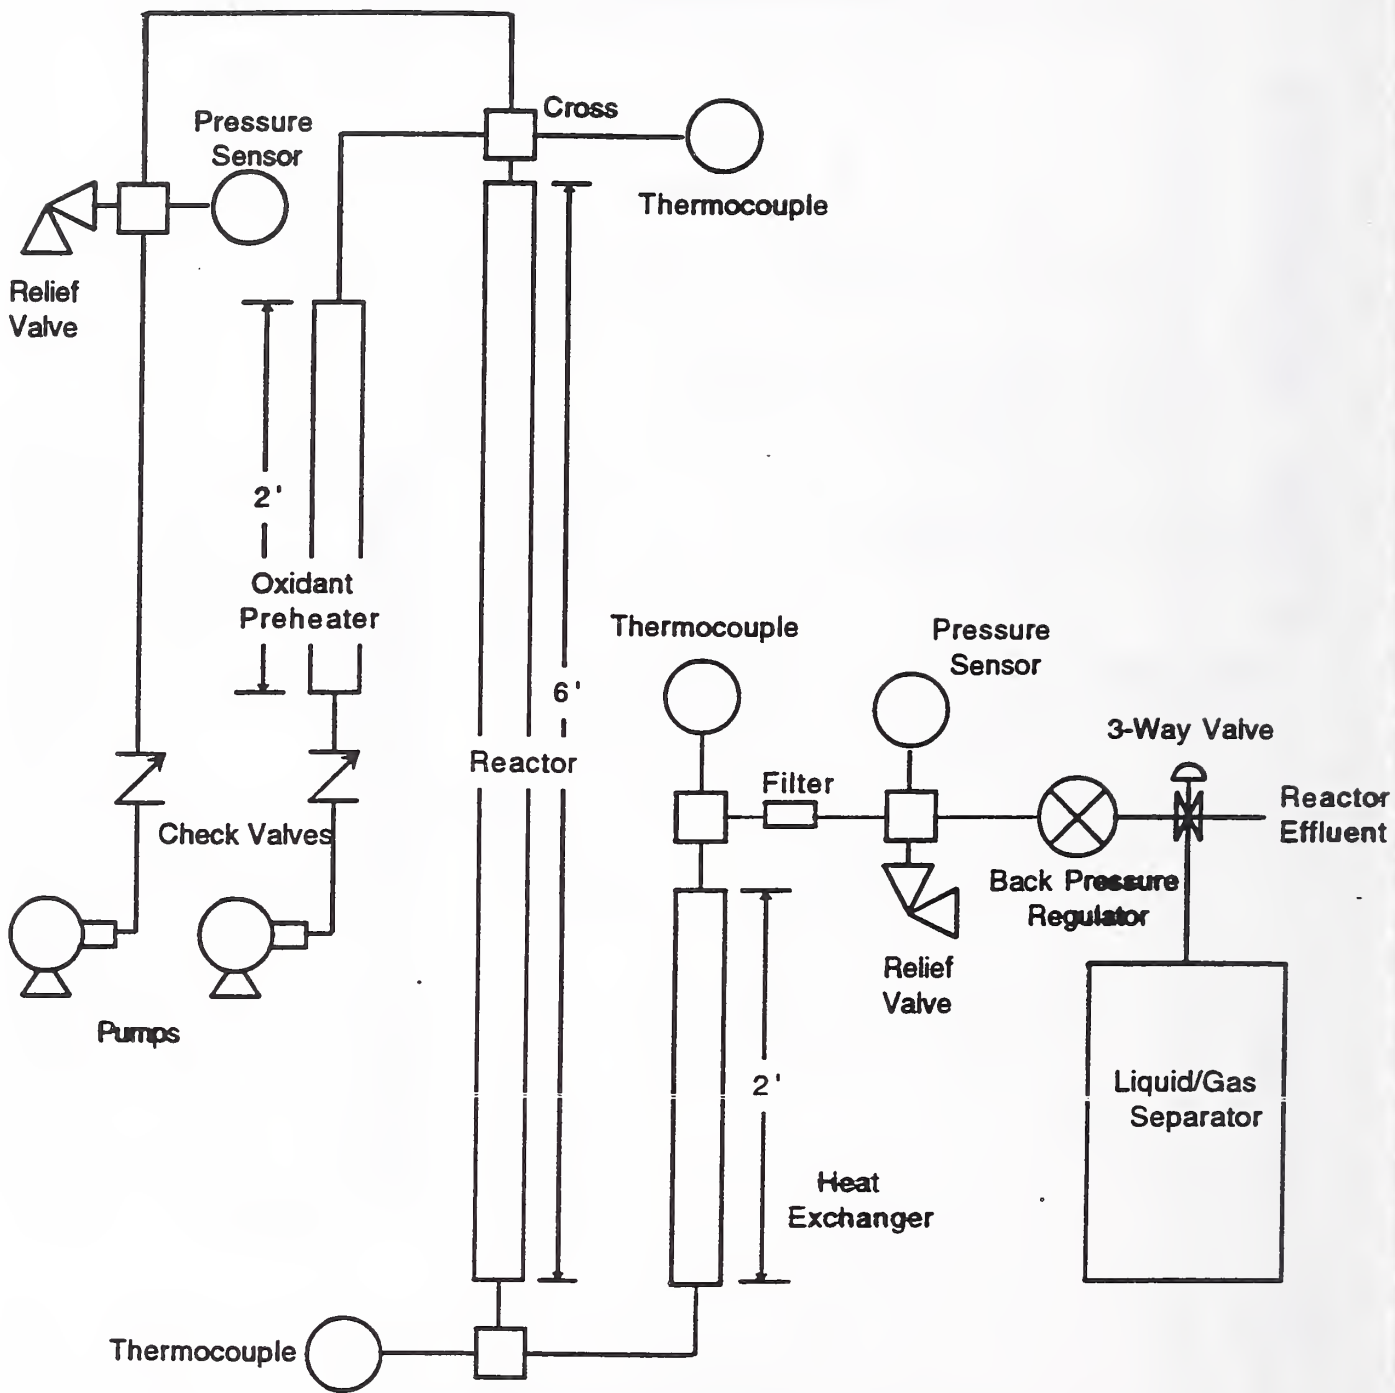 Cross
Pressure
Sensor
Thermocouple
Relief
Valve
2'
Oxidant
Preheater
6'
Thermocouple
Pressure
Sensor
3-Way Valve
Reactor
Filter
Reactor
Effluent
Check Valves
Back Pressure
Regulator
Relief
Valve
Pumps
2'
Liquid/Gas
Separator
Heat
Exchanger
Thermocouple